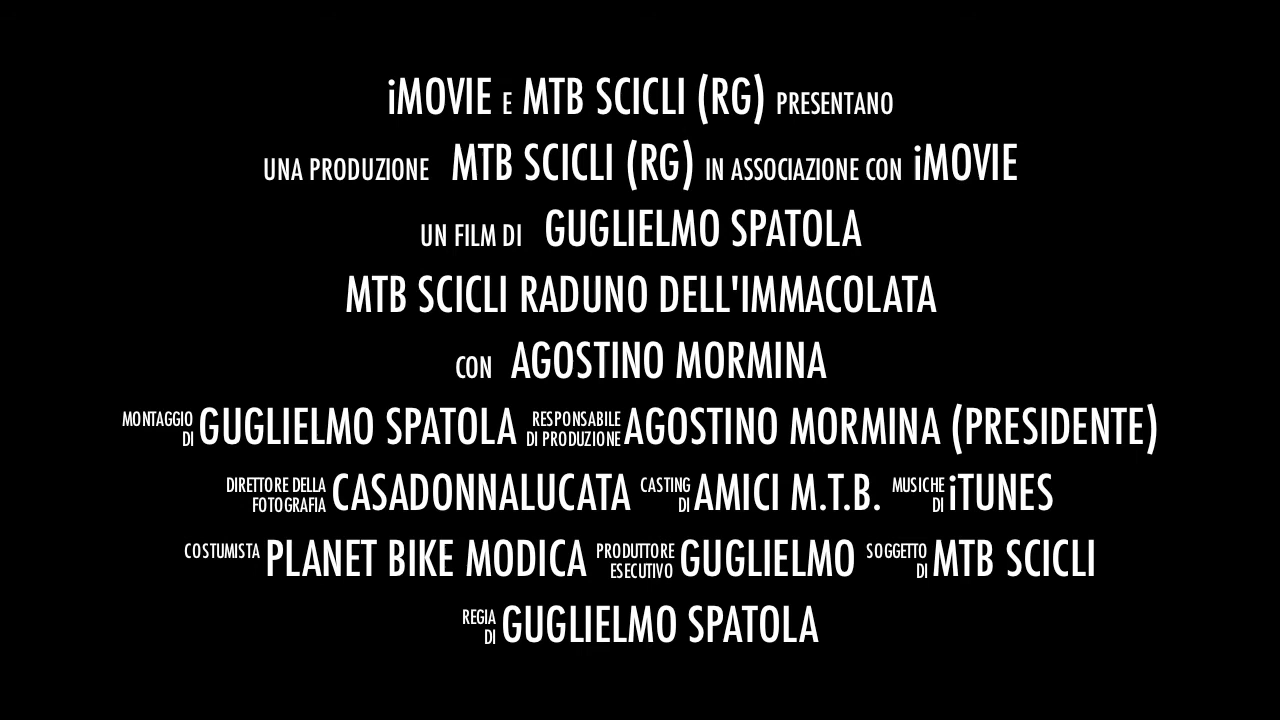 iMOVIE E MTB SCICLI (RG) PRESENTANO
UNA PRODUZIONE MTB SCICLI (RG) IN ASSOCIAZIONE CON iMOVIE
UN FILM DI GUGLIELMO SPATOLA
MTB SCICLI RADUNO DELL'IMMACOLATA
CON AGOSTINO MORMINA
MONTAGGIO DI GUGLIELMO SPATOLA RESPONSABILE DI PRODUZIONE AGOSTINO MORMINA (PRESIDENTE)
DIRETTORE DELLA FOTOGRAFIA CASADONNALUCATA CASTING DI AMICI M.T.B. MUSICHE DI iTUNES
COSTUMISTA PLANET BIKE MODICA PRODUTTORE ESECUTIVO GUGLIELMO SOGGETTO DI MTB SCICLI
REGIA DI GUGLIELMO SPATOLA